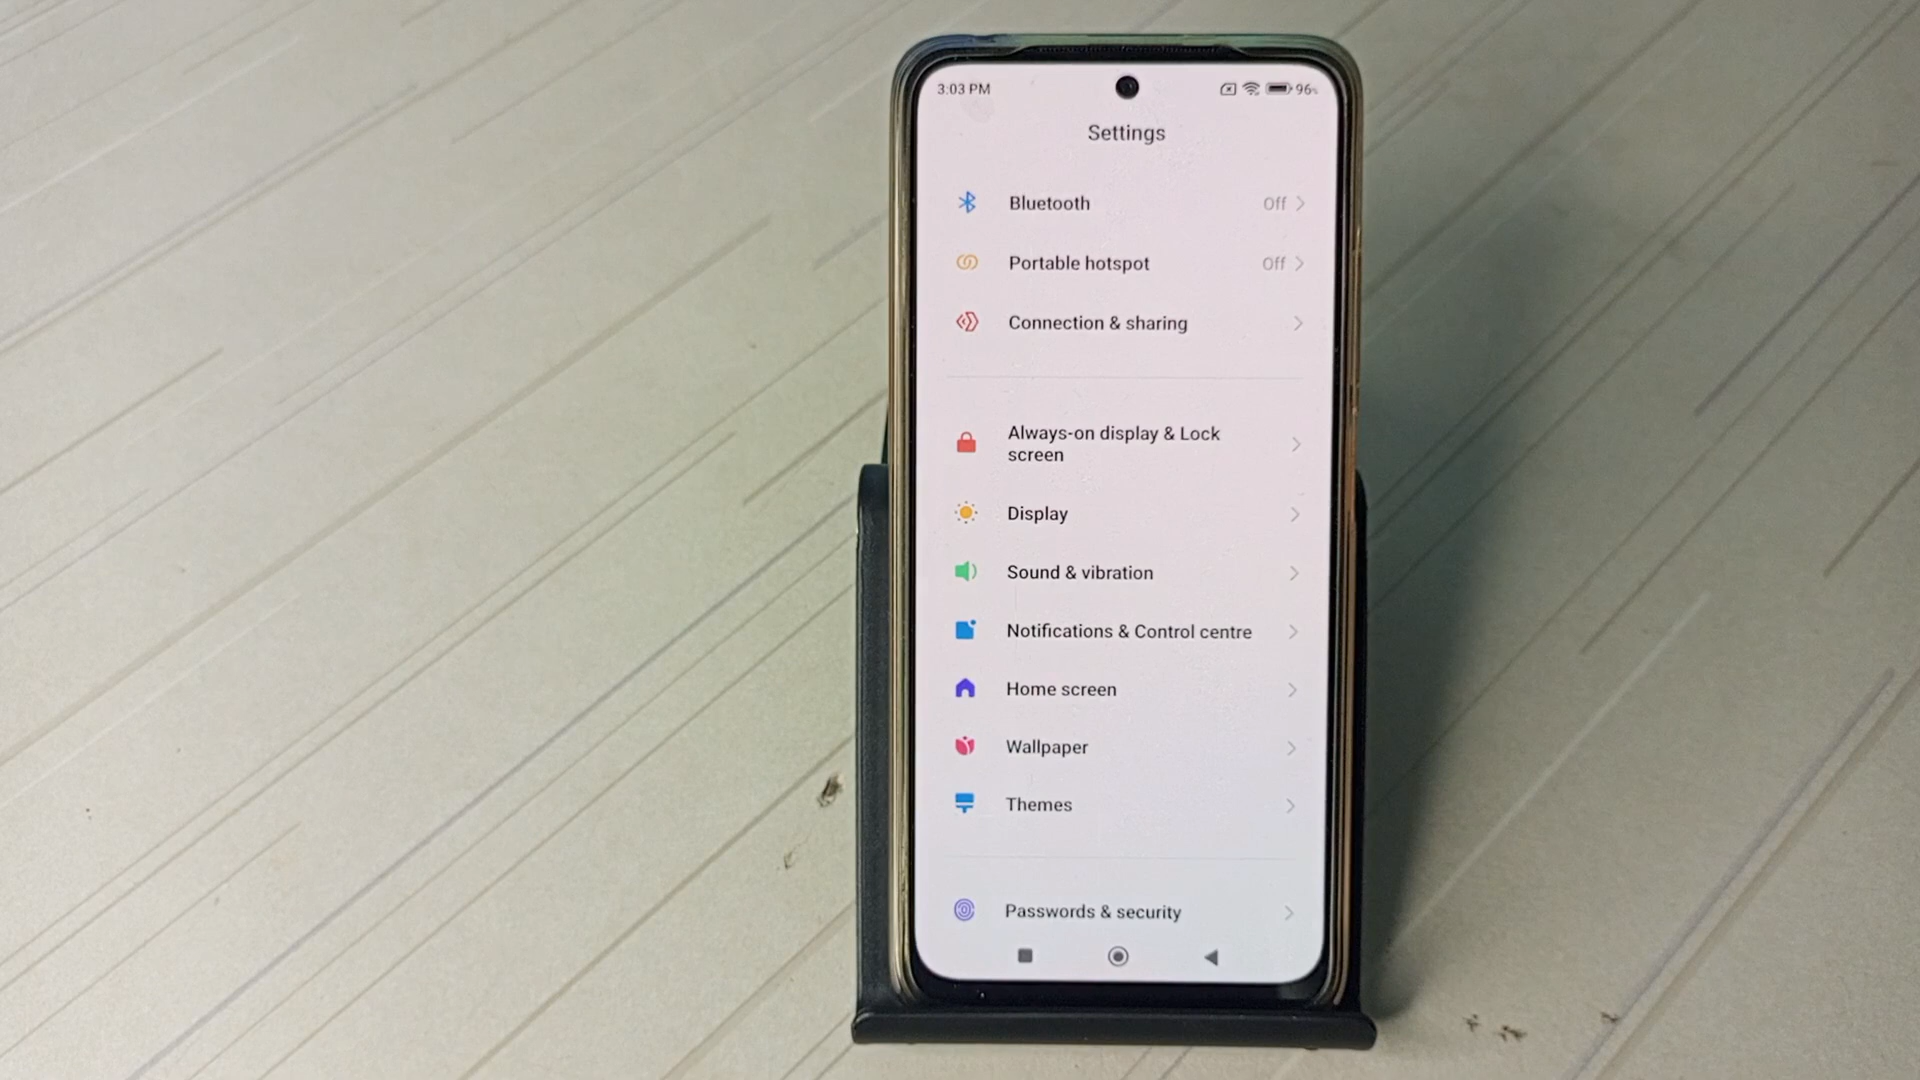 3:03 PM 96%
Settings
Bluetooth Off
Portable hotspot Off
Connection & sharing
Always-on display & Lock
screen
Display
Sound & vibration
Notifications & Control centre
Home screen
Wallpaper
Themes
Passwords & security